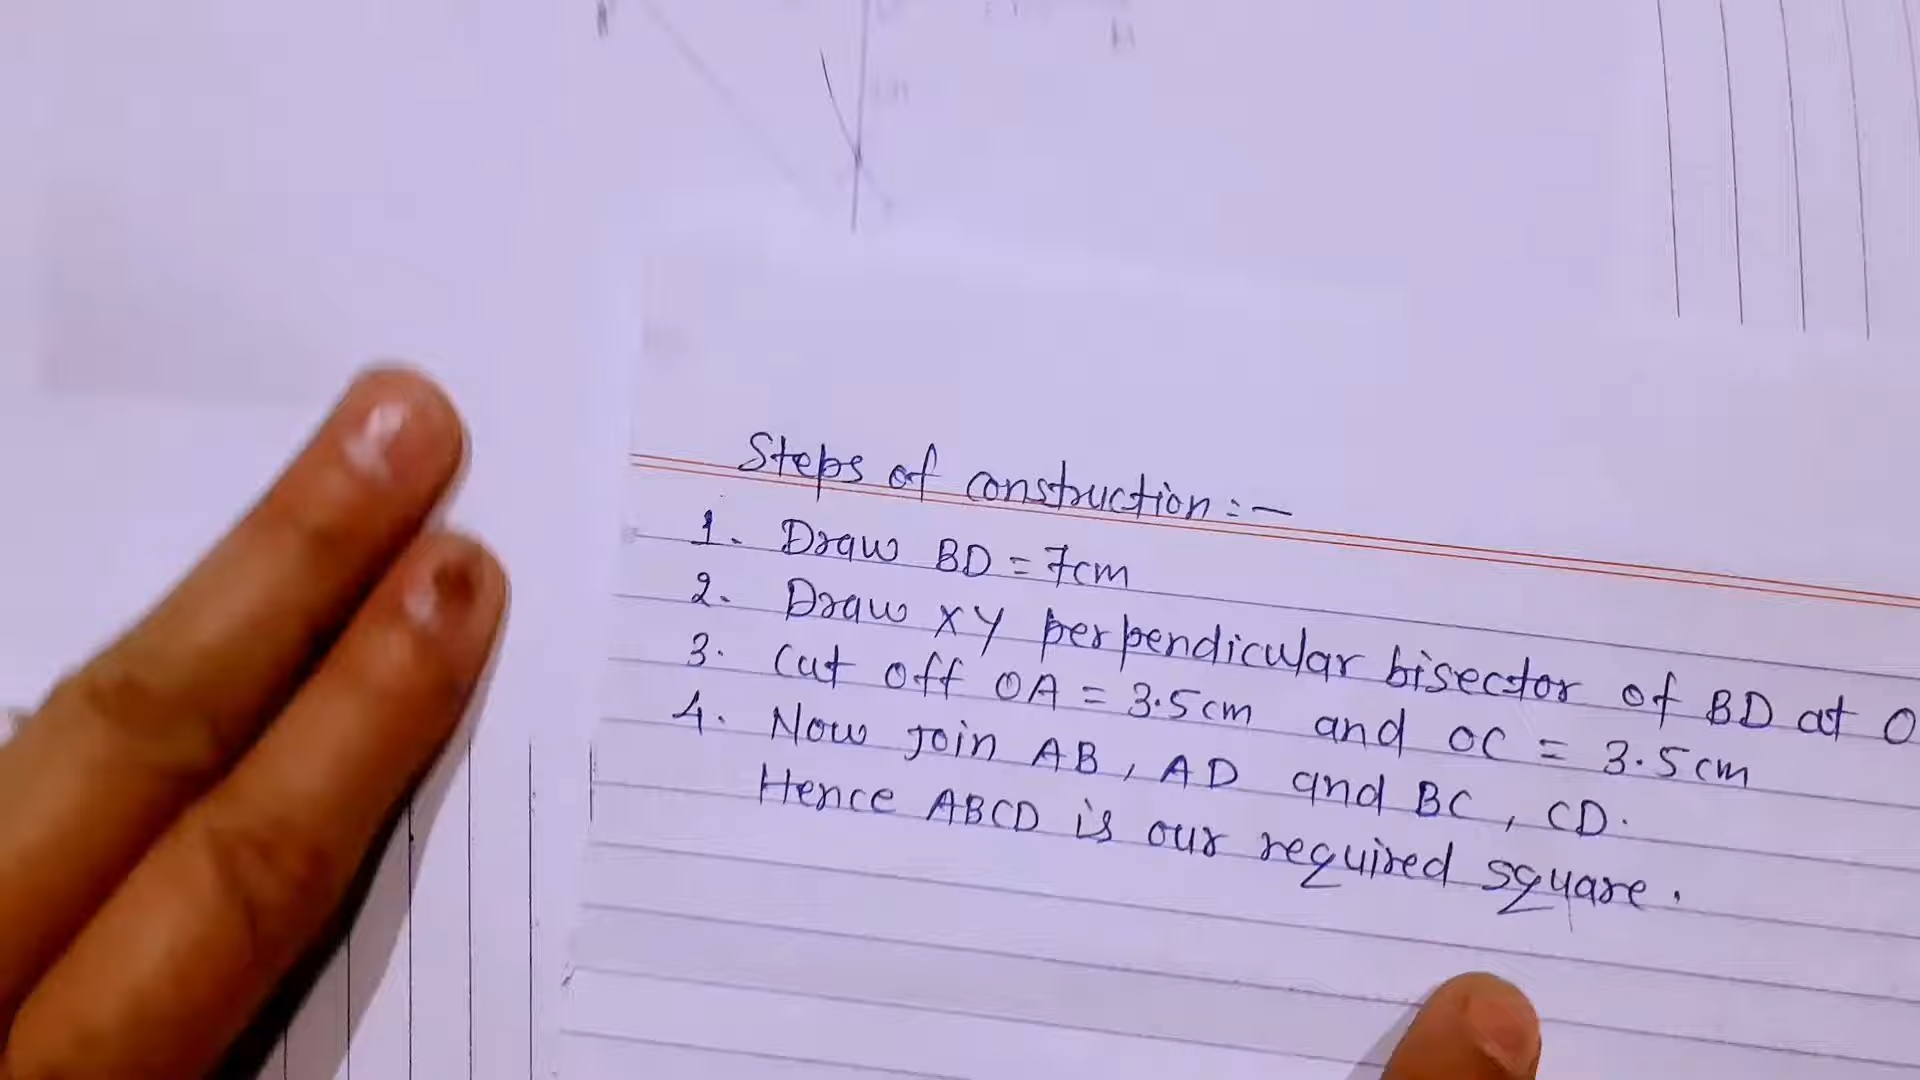 Steps of construction :-
1. Draw BD = 7cm
2. Draw XY perpendicular bisector of BD at O
3. Cut off OA = 3.5cm and OC = 3.5cm
4. Now join AB, AD and BC, CD.
Hence ABCD is our required square.